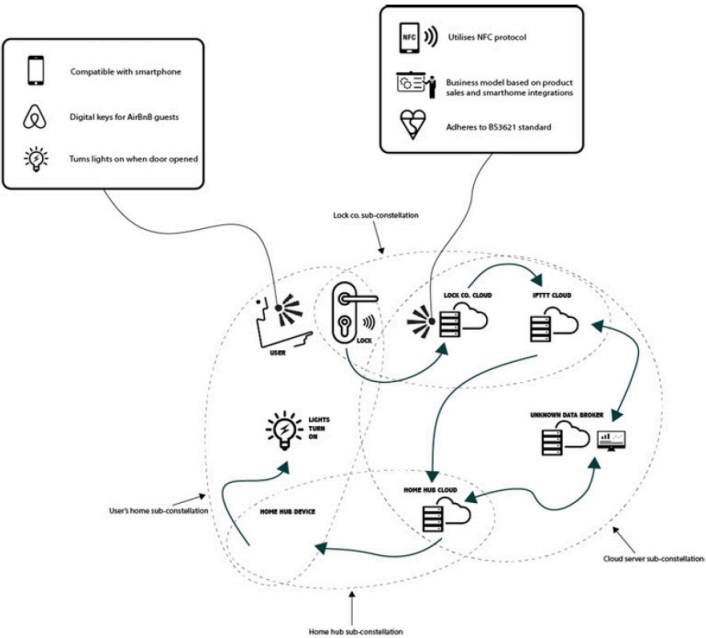 NFC
Utilises NFC protocol
Business model based on product
sales and smarthome integrations
Adheres to BS3621 standard
Compatible with smartphone
Digital keys for AirBnB guests
Turns lights on when door opened
Lock co. sub-constellation
LOCK CO. CLOUD
IFTTT CLOUD
LOCK
USER
UNKNOWN DATA BROKER
LIGHTS
TURN
ON
HOME HUB CLOUD
User's home sub-constellation
HOME HUB DEVICE
Cloud server sub-constellation
Home hub sub-constellation